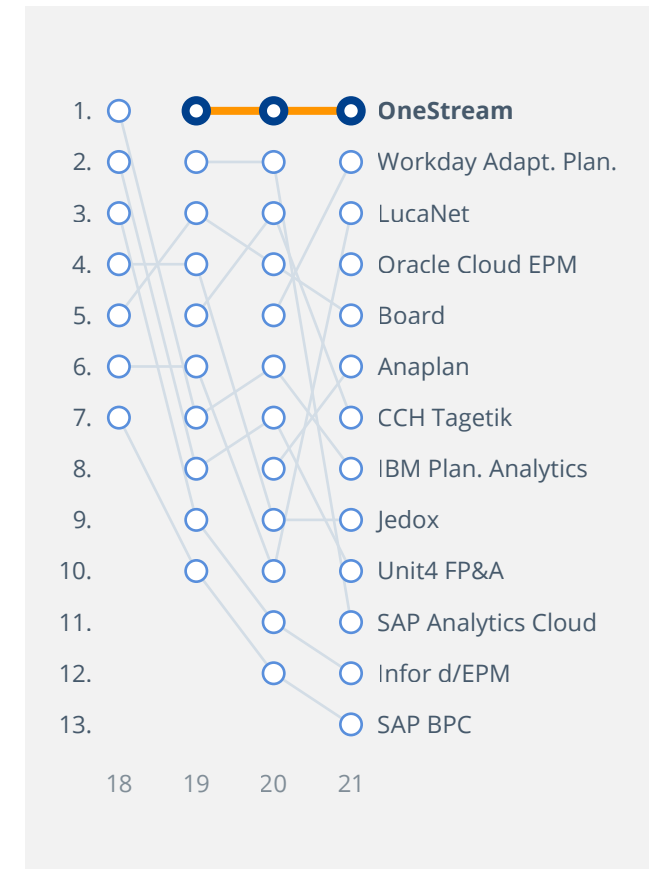 1. OneStream
2. Workday Adapt. Plan.
3. LucaNet
4. Oracle Cloud EPM
5. Board
6. Anaplan
7. CCH Tagetik
8. IBM Plan. Analytics
9. Jedox
10. Unit4 FP&A
11. SAP Analytics Cloud
12. Infor d/EPM
13. SAP BPC
18 19 20 21